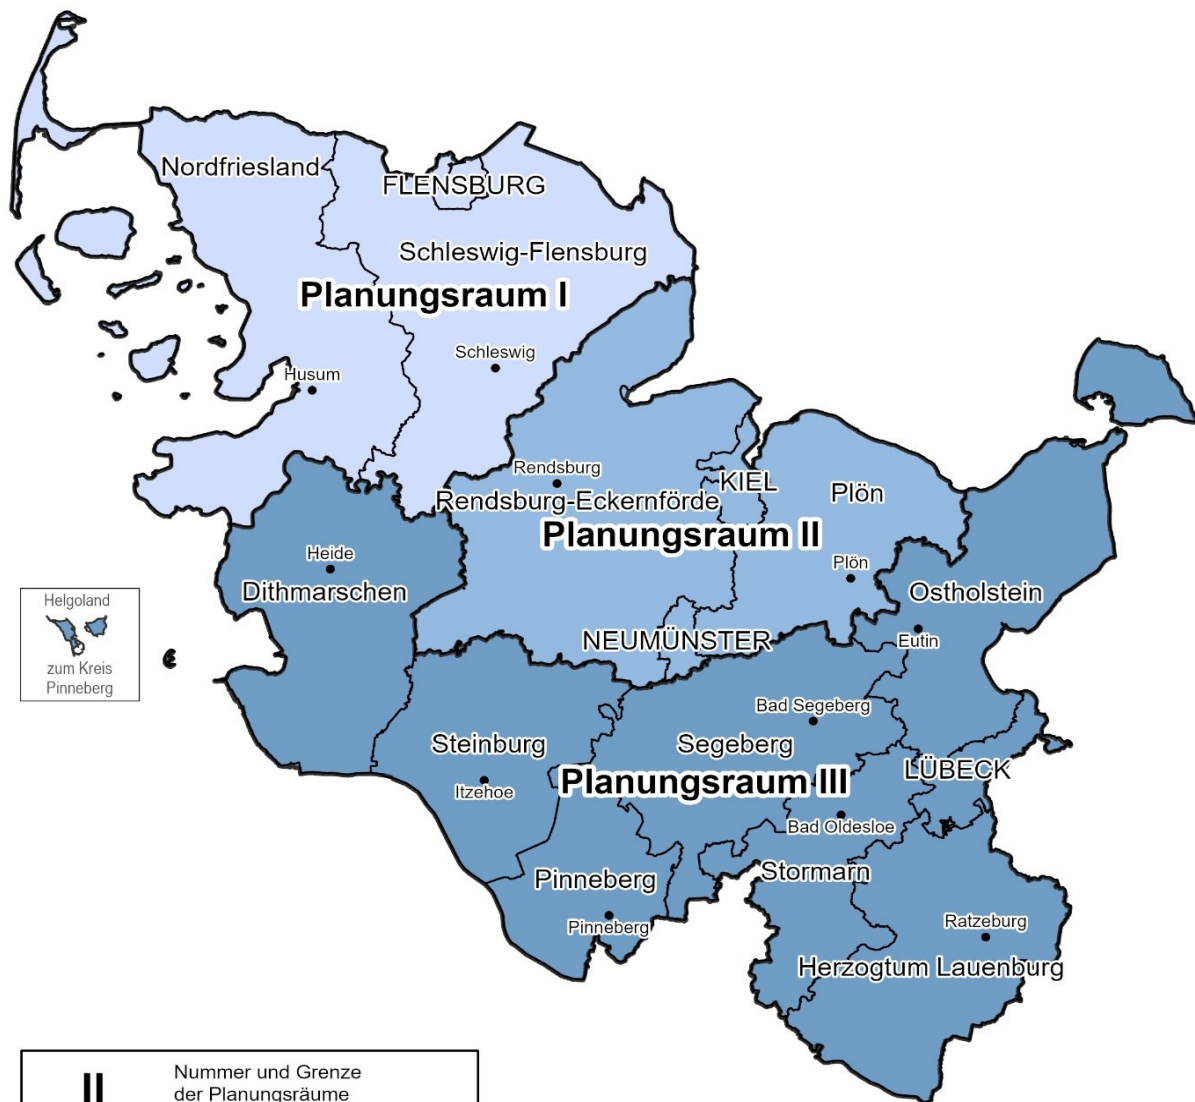 Nordfriesland
FLENSBURG
Schleswig-Flensburg
Planungsraum I
Schleswig
Husum
Rendsburg
KIEL
Plön
Rendsburg-Eckernförde
Planungsraum II
Heide
Plön
Dithmarschen
Ostholstein
Helgoland
zum Kreis
Pinneberg
NEUMÜNSTER
Eutin
Bad Segeberg
Steinburg
Segeberg
LÜBECK
Planungsraum III
Itzehoe
Bad Oldesloe
Stormarn
Pinneberg
Pinneberg
Ratzeburg
Herzogtum Lauenburg
II
Nummer und Grenze
der Planungsräume